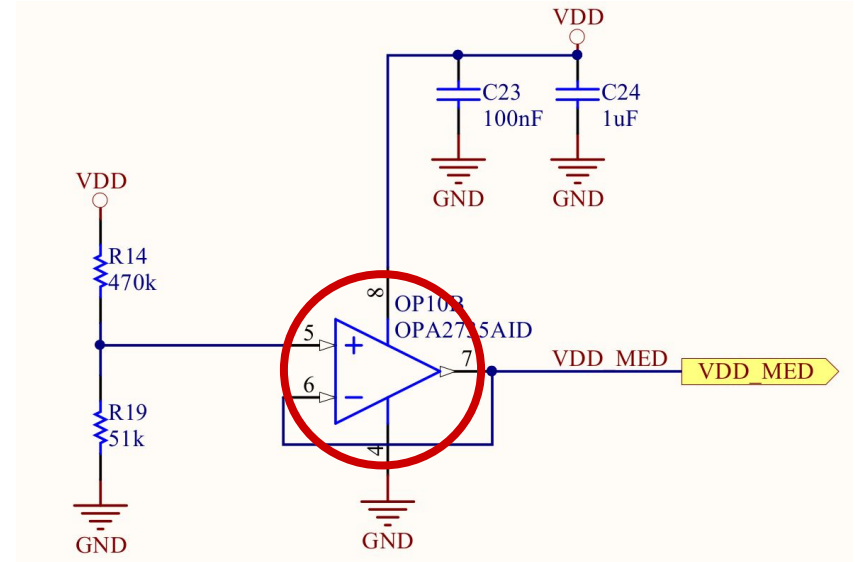 VDD
C23
100nF
C24
1uF
GND
GND
VDD
R14
470k
8
OP10B
OPA2735AID
5
+
6
−
7
VDD_MED
VDD_MED
4
R19
51k
GND
GND